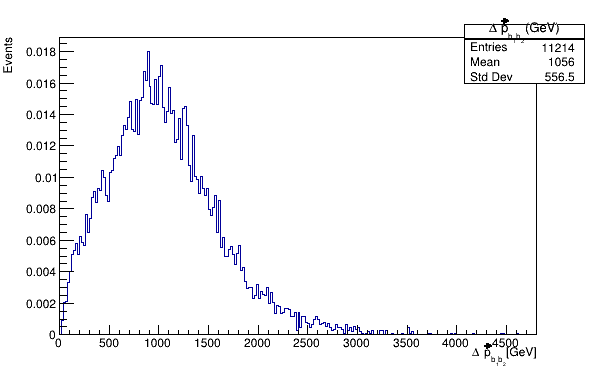 Δ p⃗b₁b₂ (GeV)
Entries 11214
Mean 1056
Std Dev 556.5
Events
0.018
0.016
0.014
0.012
0.01
0.008
0.006
0.004
0.002
0
0 500 1000 1500 2000 2500 3000 3500 4000 4500
Δ p⃗b₁b₂ [GeV]